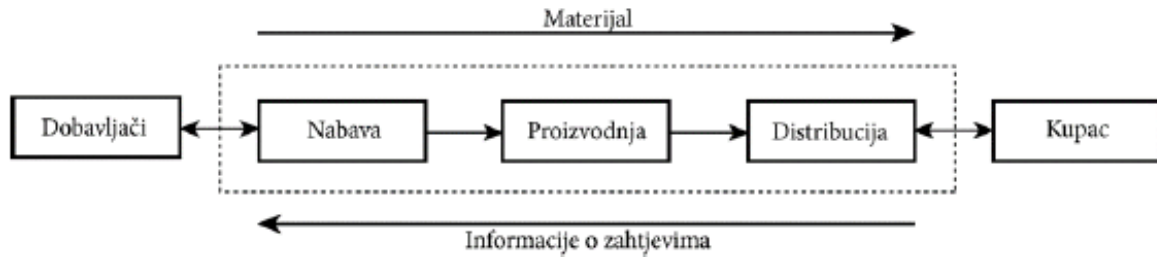 Materijal
Dobavljači
Nabava
Proizvodnja
Distribucija
Kupac
Informacije o zahtjevima